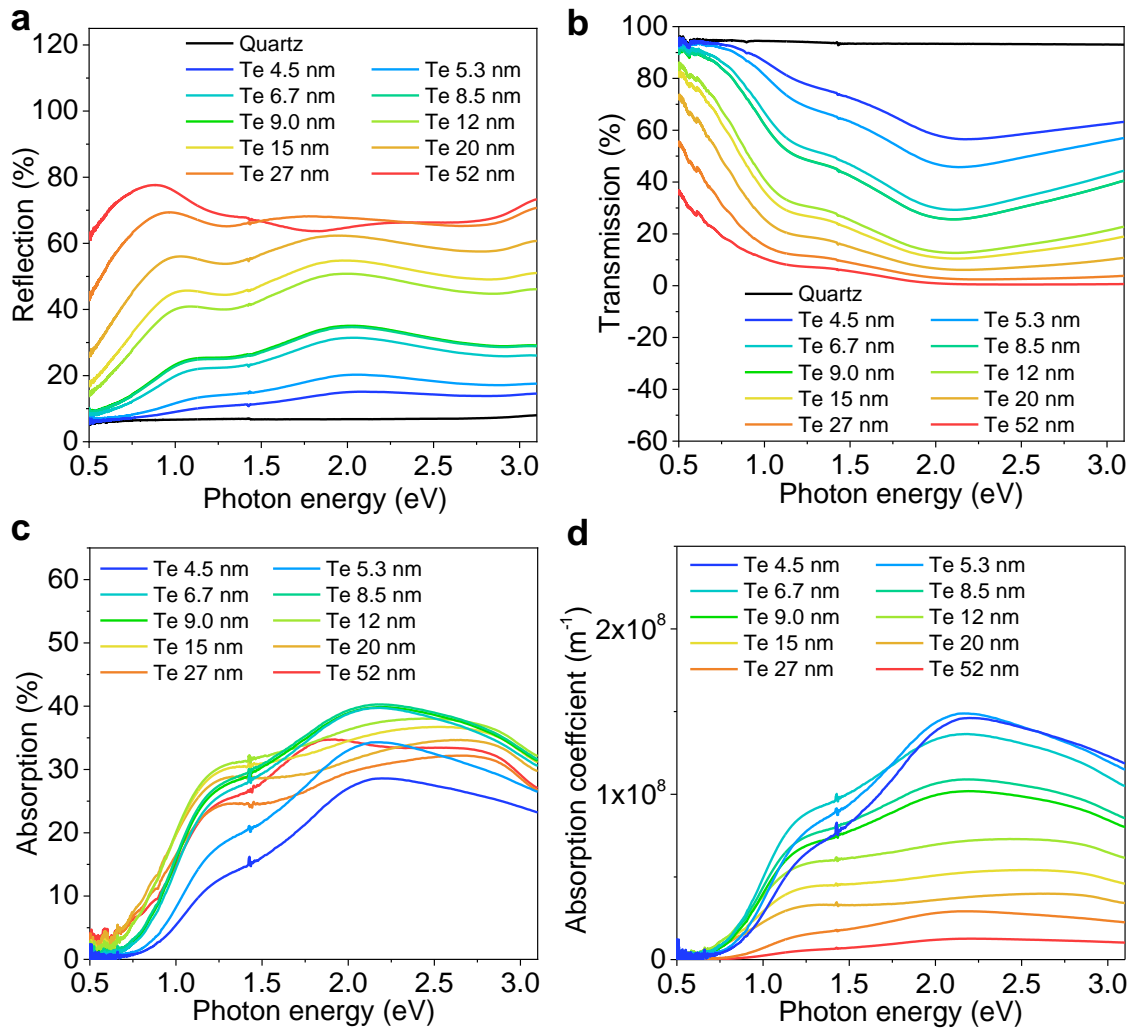 a
120
100
80
60
40
20
0
Reflection (%)
Quartz
Te 4.5 nm Te 5.3 nm
Te 6.7 nm Te 8.5 nm
Te 9.0 nm Te 12 nm
Te 15 nm Te 20 nm
Te 27 nm Te 52 nm
0.5 1.0 1.5 2.0 2.5 3.0
Photon energy (eV)
b
100
80
60
40
20
0
-20
-40
-60
Transmission (%)
Quartz
Te 4.5 nm Te 5.3 nm
Te 6.7 nm Te 8.5 nm
Te 9.0 nm Te 12 nm
Te 15 nm Te 20 nm
Te 27 nm Te 52 nm
0.5 1.0 1.5 2.0 2.5 3.0
Photon energy (eV)
c
60
50
40
30
20
10
0
Absorption (%)
Te 4.5 nm Te 5.3 nm
Te 6.7 nm Te 8.5 nm
Te 9.0 nm Te 12 nm
Te 15 nm Te 20 nm
Te 27 nm Te 52 nm
0.5 1.0 1.5 2.0 2.5 3.0
Photon energy (eV)
d
2x10⁸
1x10⁸
0
Absorption coeffcient (m⁻¹)
Te 4.5 nm Te 5.3 nm
Te 6.7 nm Te 8.5 nm
Te 9.0 nm Te 12 nm
Te 15 nm Te 20 nm
Te 27 nm Te 52 nm
0.5 1.0 1.5 2.0 2.5 3.0
Photon energy (eV)